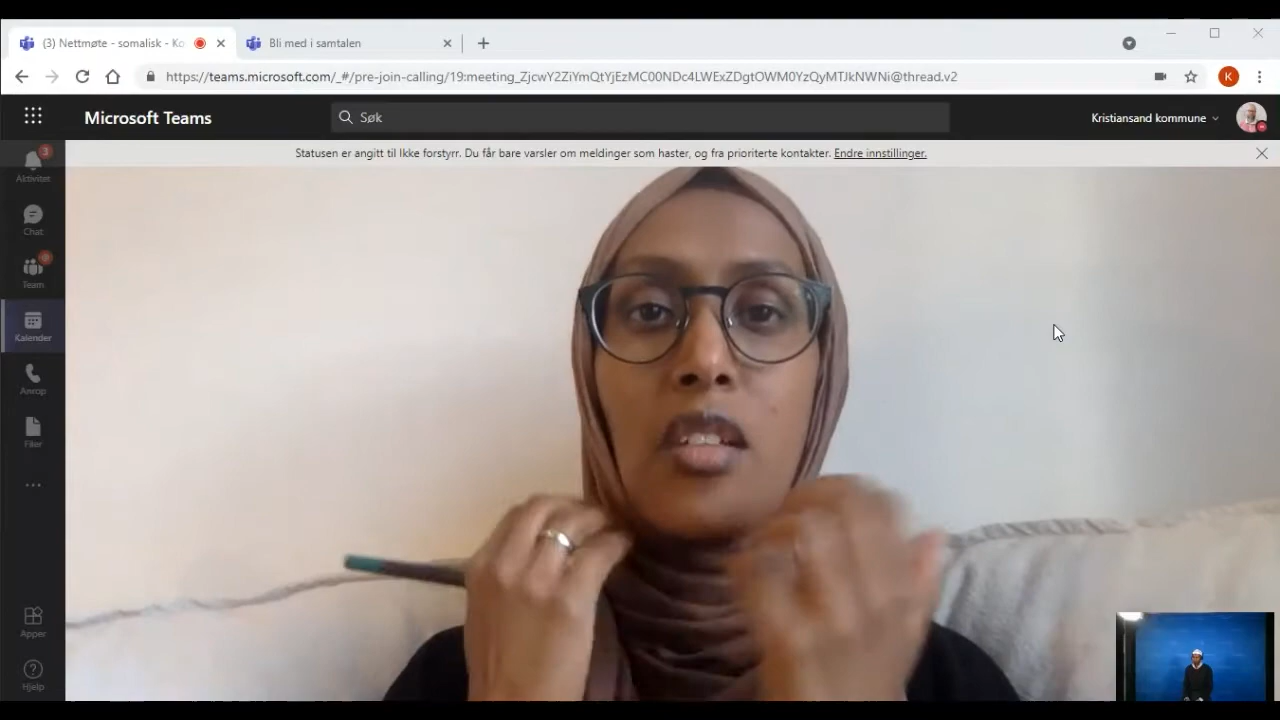 (3) Nettmøte - somalisk - Ko
Bli med i samtalen
https://teams.microsoft.com/_#/pre-join-calling/19:meeting_ZjcwY2ZiYmQtYjEzMC00NDc4LWExZDgtOWM0YzQyMTJkNWNi@thread.v2
K
Microsoft Teams
Søk
Kristiansand kommune
Statusen er angitt til Ikke forstyrr. Du får bare varsler om meldinger som haster, og fra prioriterte kontakter. Endre innstillinger.
3
Aktivitet
Chat
Team
Kalender
Anrop
Filer
Apper
Hjelp